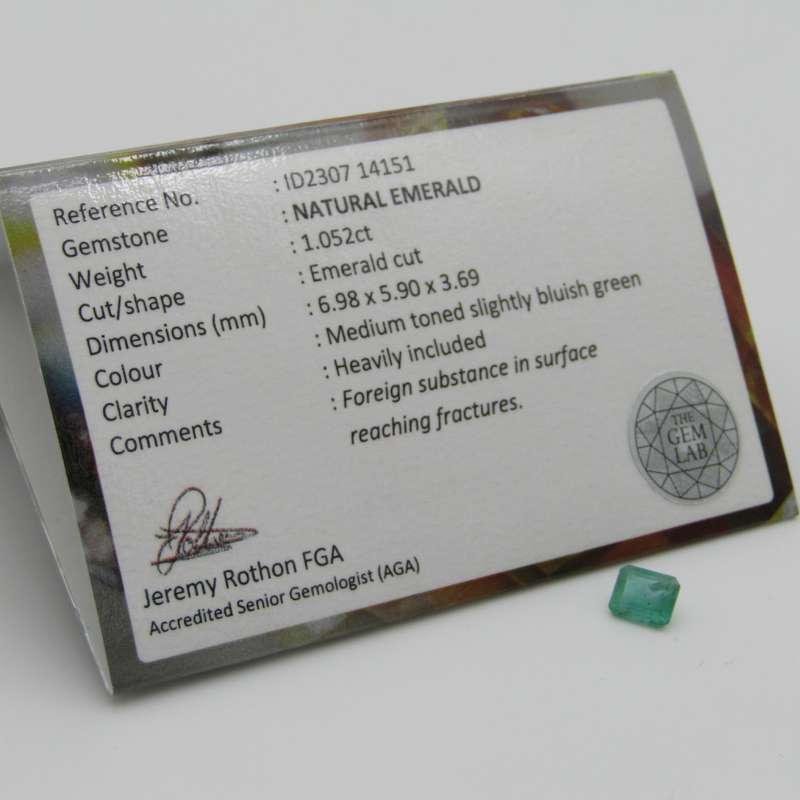 Reference No. : ID2307 14151
Gemstone : NATURAL EMERALD
Weight : 1.052ct
Cut/shape : Emerald cut
Dimensions (mm) : 6.98 x 5.90 x 3.69
Colour : Medium toned slightly bluish green
Clarity : Heavily included
Comments : Foreign substance in surface
reaching fractures.
THE
GEM
LAB
Jeremy Rothon FGA
Accredited Senior Gemologist (AGA)